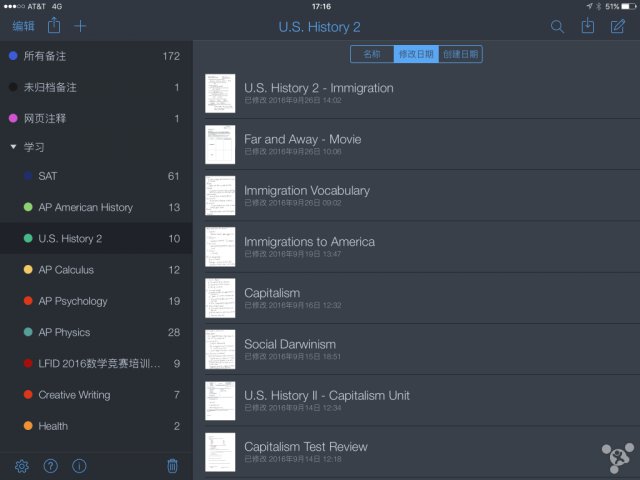 AT&T 4G 17:16 51%
编辑 U.S. History 2
名称 修改日期 创建日期
所有备注 172
未归档备注 1
网页注释 1
学习
SAT 61
AP American History 13
U.S. History 2 10
AP Calculus 12
AP Psychology 19
AP Physics 28
LFID 2016数学竞赛培训… 9
Creative Writing 7
Health 2
U.S. History 2 - Immigration
已修改 2016年9月26日 14:02
Far and Away - Movie
已修改 2016年9月26日 10:06
Immigration Vocabulary
已修改 2016年9月26日 09:02
Immigrations to America
已修改 2016年9月19日 13:47
Capitalism
已修改 2016年9月16日 12:32
Social Darwinism
已修改 2016年9月15日 18:51
U.S. History II - Capitalism Unit
已修改 2016年9月14日 12:34
Capitalism Test Review
已修改 2016年9月14日 12:18